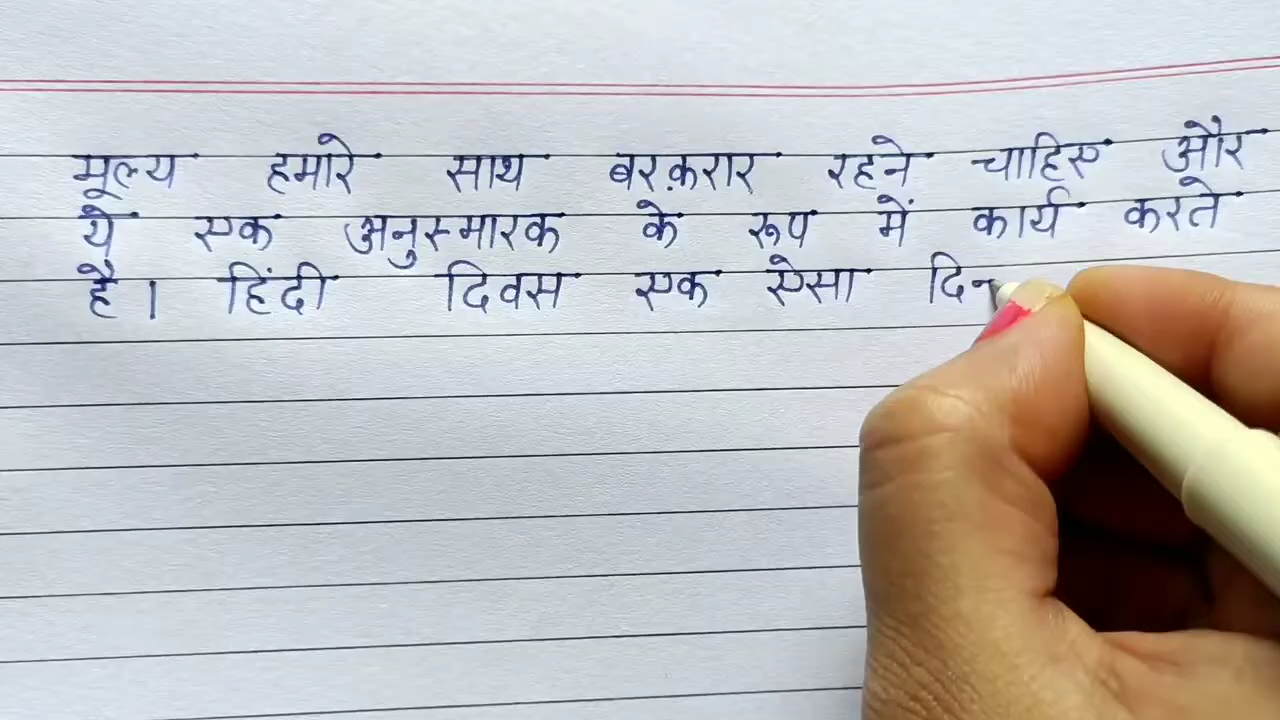 मूल्य हमारे साथ बरक़रार रहने चाहिए और
ये एक अनुस्मारक के रूप में कार्य करते
है। हिंदी दिवस एक ऐसा दिन